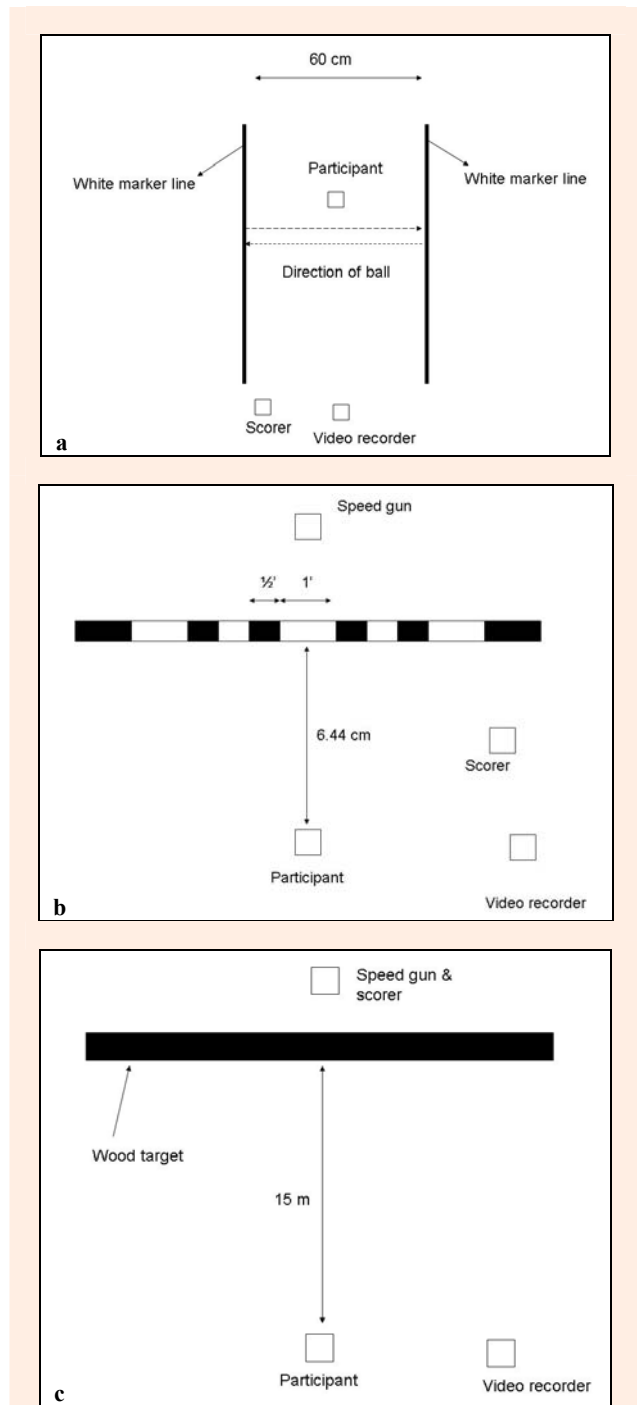 60 cm
White marker line
Participant
White marker line
Direction of ball
Scorer
Video recorder
a
Speed gun
½' 1'
6.44 cm
Scorer
Participant
Video recorder
b
Speed gun &
scorer
Wood target
15 m
Participant
Video recorder
c